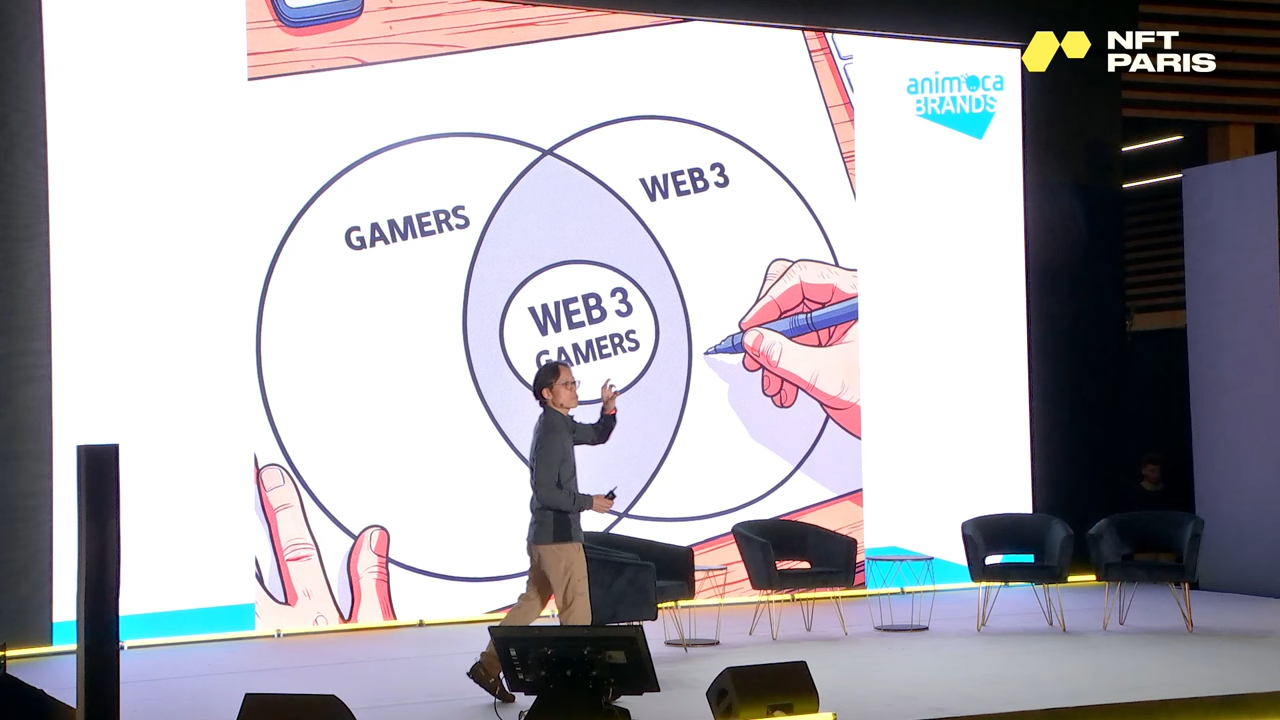 NFT
PARIS
animoca
BRANDS
GAMERS
WEB 3
WEB 3
GAMERS